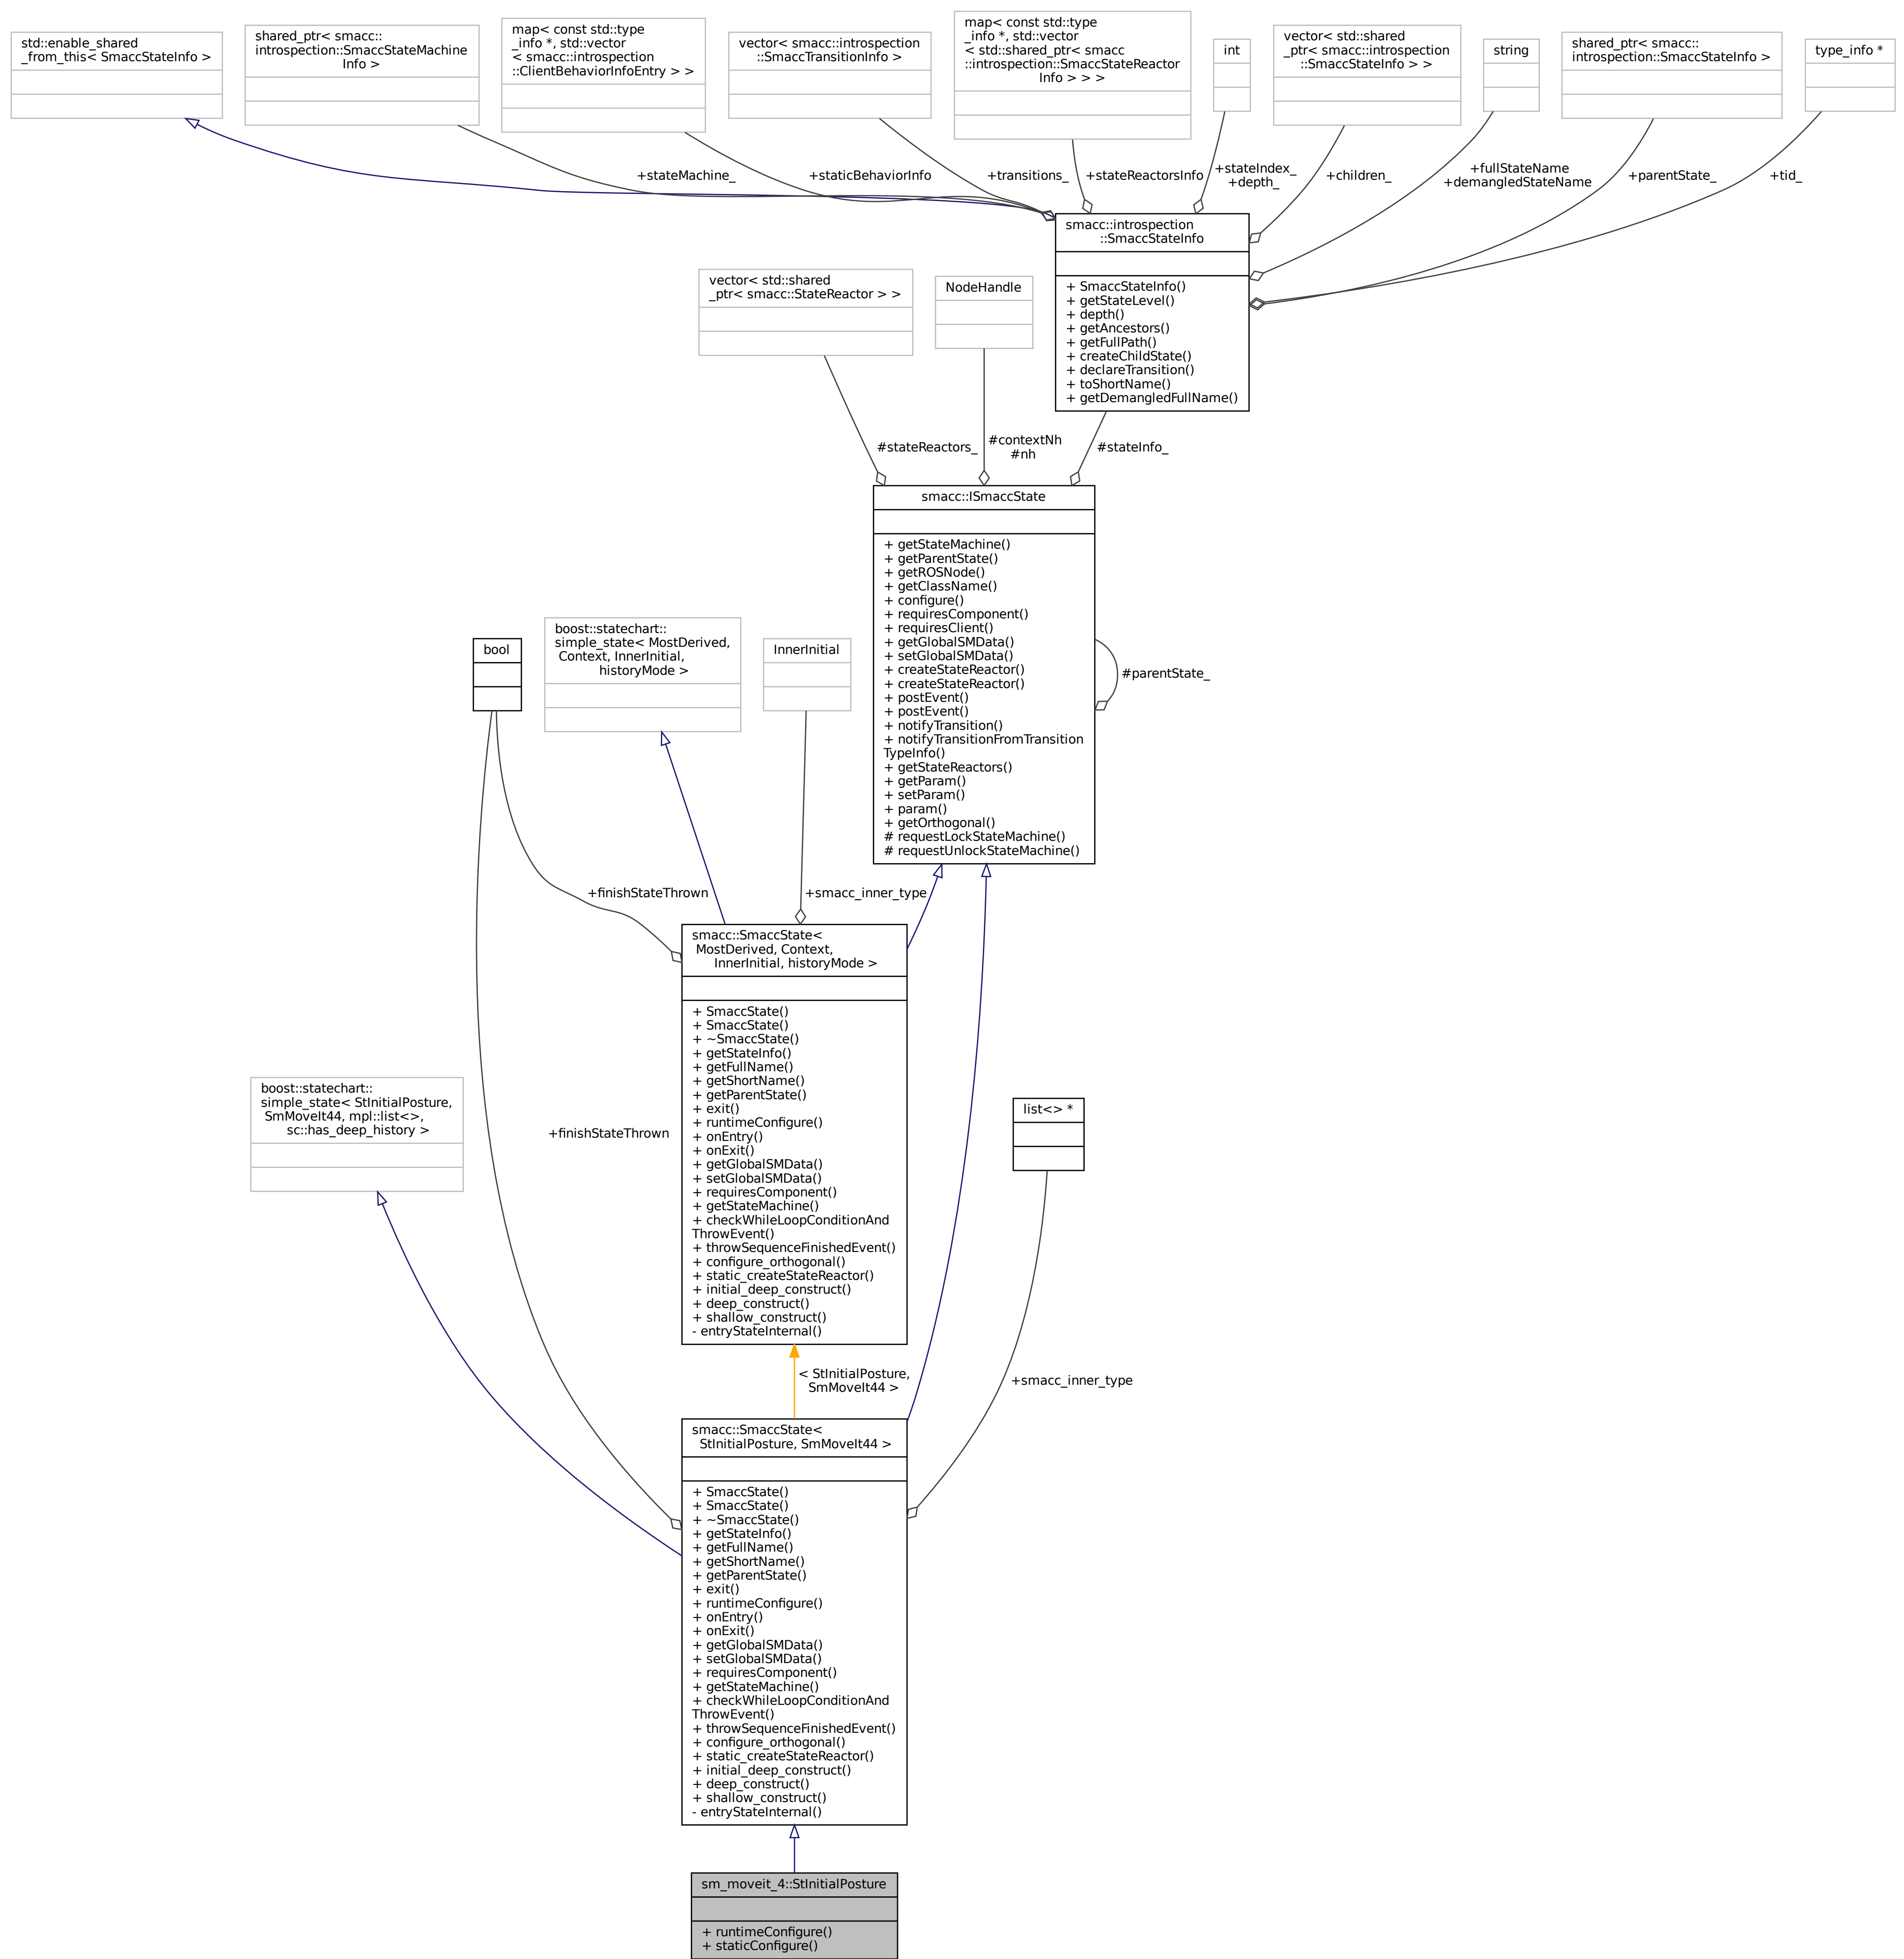 std::enable_shared
_from_this< SmaccStateInfo >
shared_ptr< smacc::
introspection::SmaccStateMachine
Info >
map< const std::type
_info *, std::vector
< smacc::introspection
::ClientBehaviorInfoEntry > >
vector< smacc::introspection
::SmaccTransitionInfo >
map< const std::type
_info *, std::vector
< std::shared_ptr< smacc
::introspection::SmaccStateReactor
Info > > >
int
vector< std::shared
_ptr< smacc::introspection
::SmaccStateInfo > >
string
shared_ptr< smacc::
introspection::SmaccStateInfo >
type_info *
+stateMachine_
+staticBehaviorInfo
+transitions_
+stateReactorsInfo
+stateIndex_
+depth_
+children_
+fullStateName
+demangledStateName
+parentState_
+tid_
smacc::introspection
::SmaccStateInfo
+ SmaccStateInfo()
+ getStateLevel()
+ depth()
+ getAncestors()
+ getFullPath()
+ createChildState()
+ declareTransition()
+ toShortName()
+ getDemangledFullName()
vector< std::shared
_ptr< smacc::StateReactor > >
NodeHandle
#stateReactors_
#contextNh
#nh
#stateInfo_
smacc::ISmaccState
+ getStateMachine()
+ getParentState()
+ getROSNode()
+ getClassName()
+ configure()
+ requiresComponent()
+ requiresClient()
+ getGlobalSMData()
+ setGlobalSMData()
+ createStateReactor()
+ createStateReactor()
+ postEvent()
+ postEvent()
+ notifyTransition()
+ notifyTransitionFromTransition
TypeInfo()
+ getStateReactors()
+ getParam()
+ setParam()
+ param()
+ getOrthogonal()
# requestLockStateMachine()
# requestUnlockStateMachine()
#parentState_
bool
boost::statechart::
simple_state< MostDerived,
Context, InnerInitial,
historyMode >
InnerInitial
+finishStateThrown
+smacc_inner_type
smacc::SmaccState<
MostDerived, Context,
InnerInitial, historyMode >
+ SmaccState()
+ SmaccState()
+ ~SmaccState()
+ getStateInfo()
+ getFullName()
+ getShortName()
+ getParentState()
+ exit()
+ runtimeConfigure()
+ onEntry()
+ onExit()
+ getGlobalSMData()
+ setGlobalSMData()
+ requiresComponent()
+ getStateMachine()
+ checkWhileLoopConditionAnd
ThrowEvent()
+ throwSequenceFinishedEvent()
+ configure_orthogonal()
+ static_createStateReactor()
+ initial_deep_construct()
+ deep_construct()
+ shallow_construct()
- entryStateInternal()
boost::statechart::
simple_state< StInitialPosture,
SmMoveIt44, mpl::list<>,
sc::has_deep_history >
+finishStateThrown
list<> *
< StInitialPosture,
SmMoveIt44 >
+smacc_inner_type
smacc::SmaccState<
StInitialPosture, SmMoveIt44 >
+ SmaccState()
+ SmaccState()
+ ~SmaccState()
+ getStateInfo()
+ getFullName()
+ getShortName()
+ getParentState()
+ exit()
+ runtimeConfigure()
+ onEntry()
+ onExit()
+ getGlobalSMData()
+ setGlobalSMData()
+ requiresComponent()
+ getStateMachine()
+ checkWhileLoopConditionAnd
ThrowEvent()
+ throwSequenceFinishedEvent()
+ configure_orthogonal()
+ static_createStateReactor()
+ initial_deep_construct()
+ deep_construct()
+ shallow_construct()
- entryStateInternal()
sm_moveit_4::StInitialPosture
+ runtimeConfigure()
+ staticConfigure()